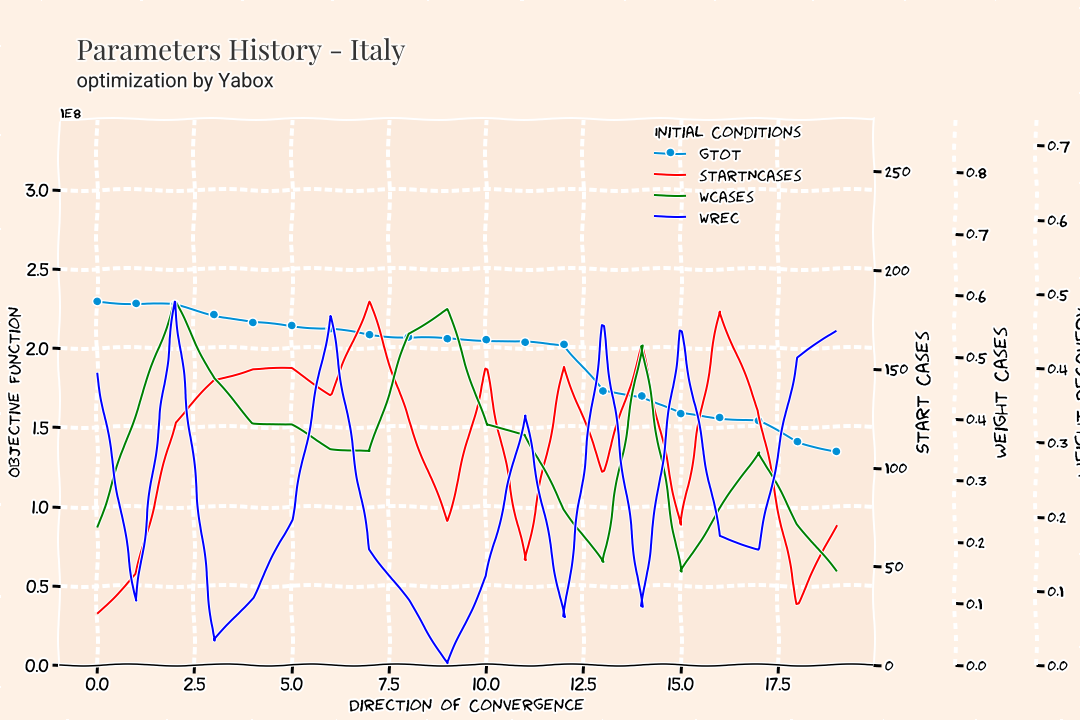 Parameters History - Italy
optimization by Yabox
1E8
INITIAL CONDITIONS
GTOT
STARTNCASES
WCASES
WREC
3.0
2.5
2.0
1.5
1.0
0.5
0.0
OBJECTIVE FUNCTION
0.0 2.5 5.0 7.5 10.0 12.5 15.0 17.5
DIRECTION OF CONVERGENCE
250
200
150
100
50
0
START CASES
0.8
0.7
0.6
0.5
0.4
0.3
0.2
0.1
0.0
WEIGHT CASES
0.7
0.6
0.5
0.4
0.3
0.2
0.1
0.0